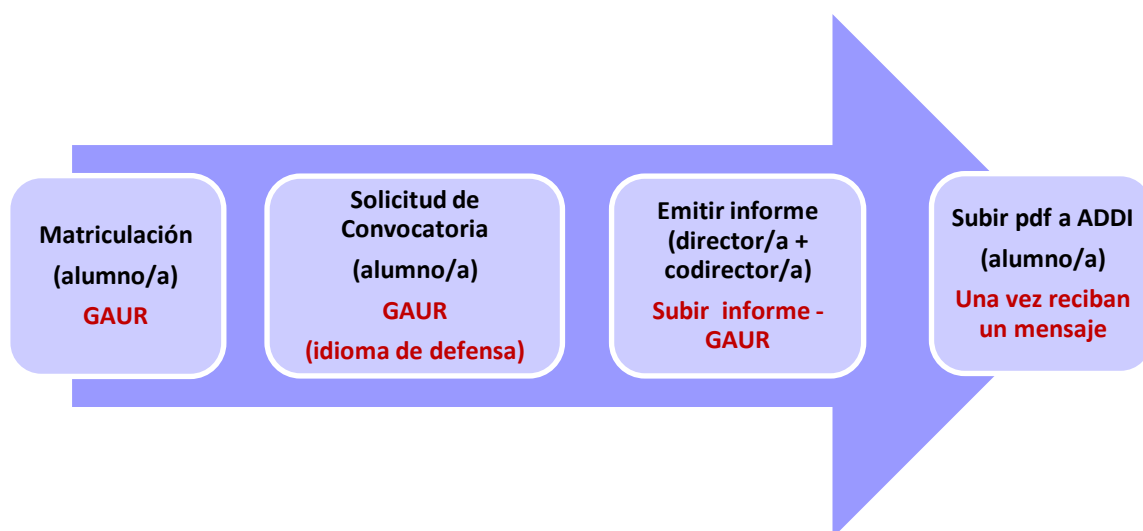 Matriculación
(alumno/a)
GAUR
Solicitud de
Convocatoria
(alumno/a)
GAUR
(idioma de defensa)
Emitir informe
(director/a +
codirector/a)
Subir informe -
GAUR
Subir pdf a ADDI
(alumno/a)
Una vez reciban
un mensaje